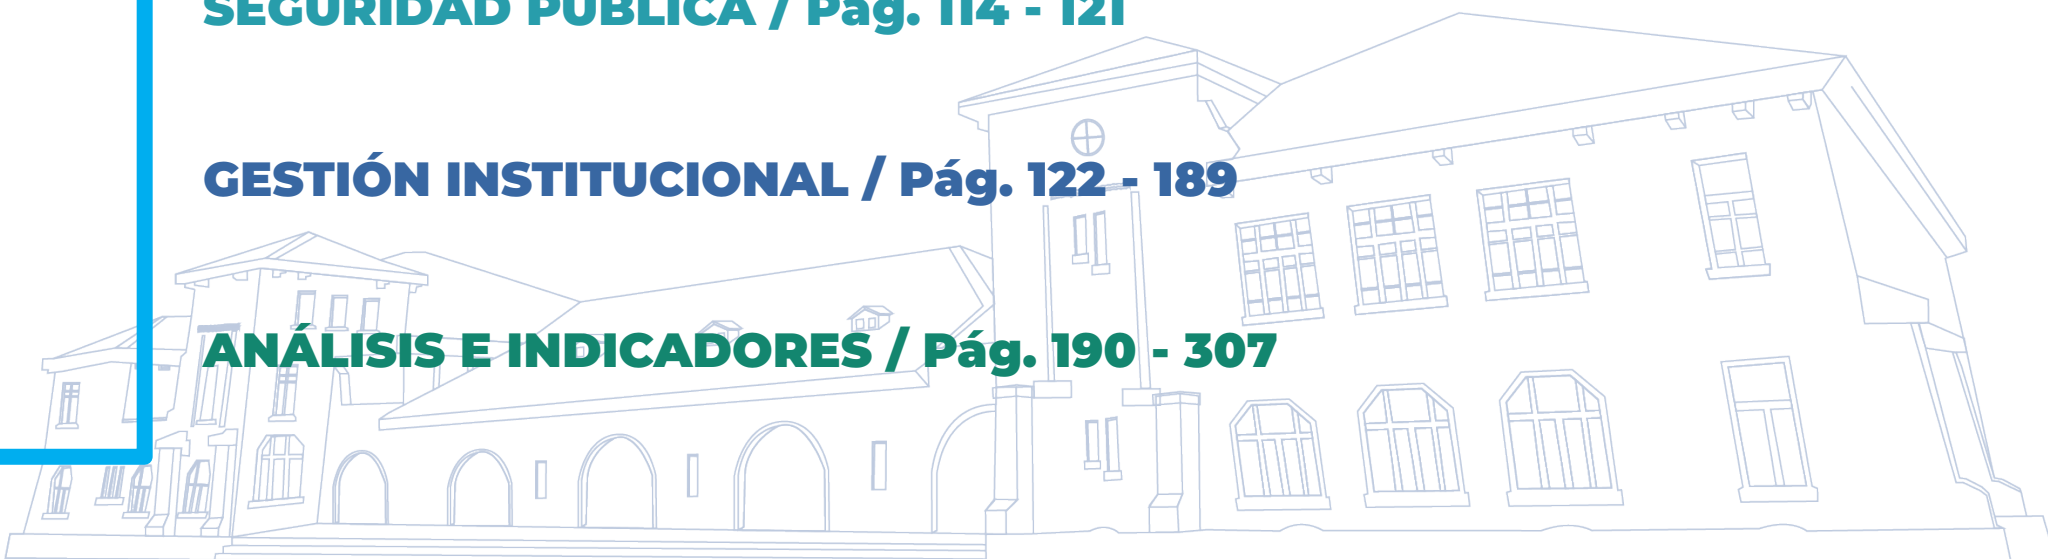 SEGURIDAD PÚBLICA / Pág. 114 - 121
GESTIÓN INSTITUCIONAL / Pág. 122 - 189
ANÁLISIS E INDICADORES / Pág. 190 - 307